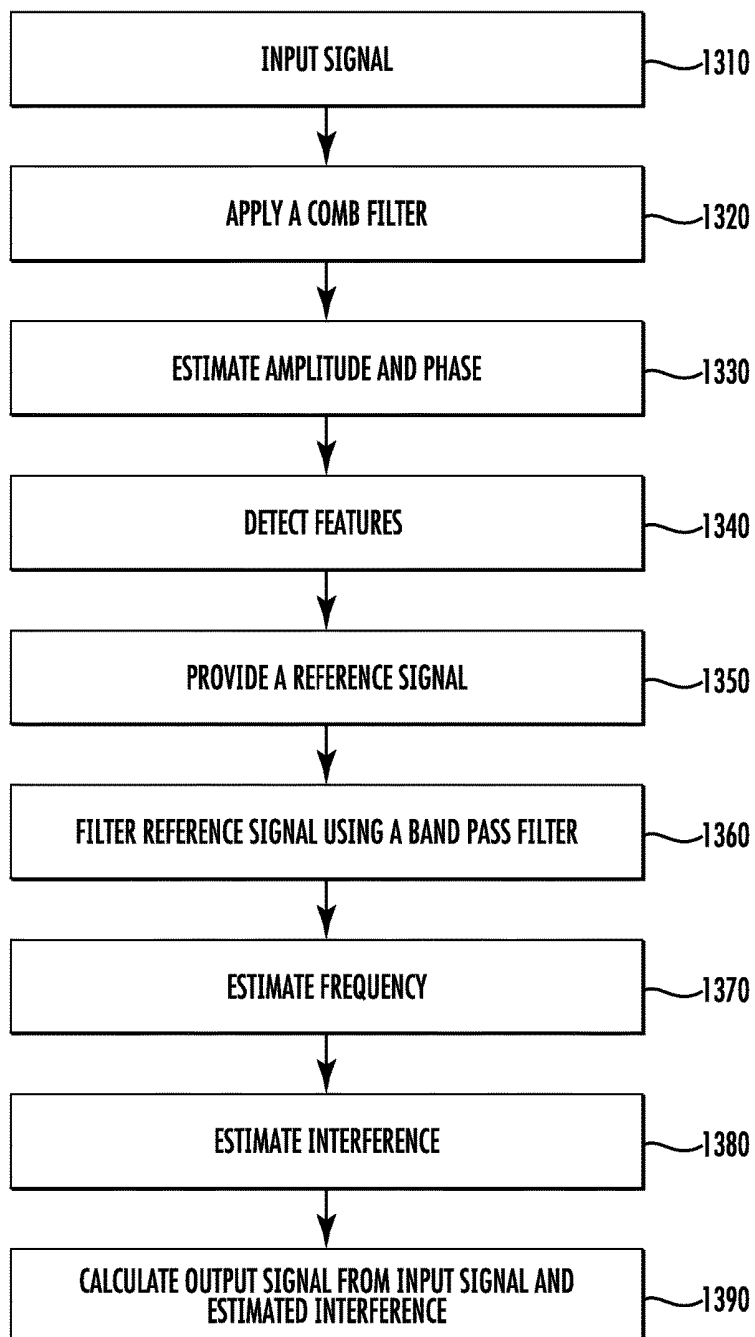 INPUT SIGNAL
1310
APPLY A COMB FILTER
1320
ESTIMATE AMPLITUDE AND PHASE
1330
DETECT FEATURES
1340
PROVIDE A REFERENCE SIGNAL
1350
FILTER REFERENCE SIGNAL USING A BAND PASS FILTER
1360
ESTIMATE FREQUENCY
1370
ESTIMATE INTERFERENCE
1380
CALCULATE OUTPUT SIGNAL FROM INPUT SIGNAL AND
ESTIMATED INTERFERENCE
1390